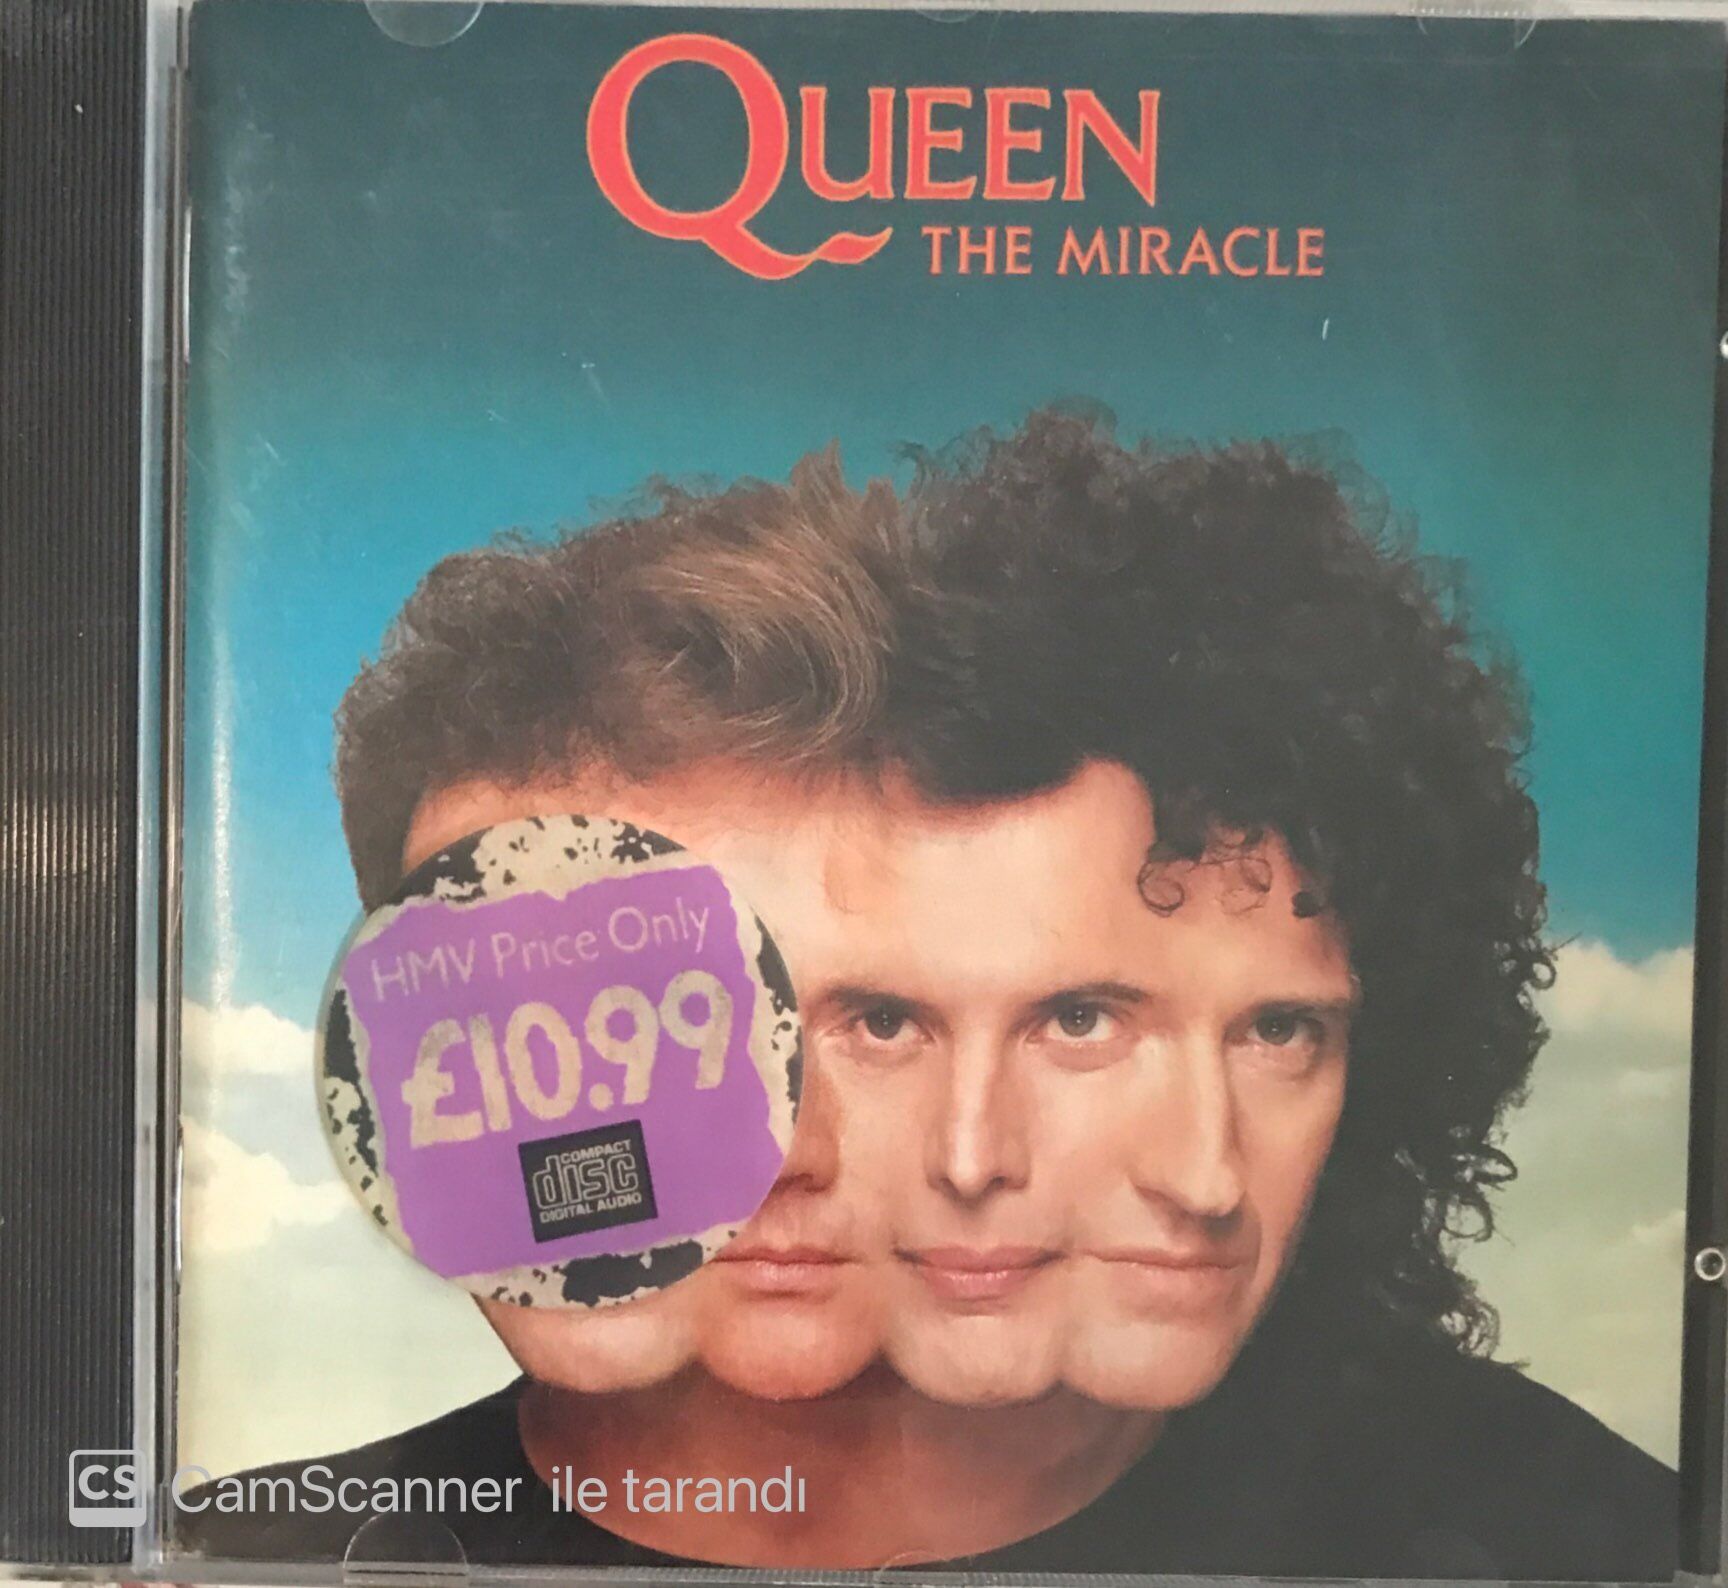 QUEEN
THE MIRACLE
HMV Price Only
£10.99
COMPACT
disc
DIGITAL AUDIO
CS CamScanner ile tarandı